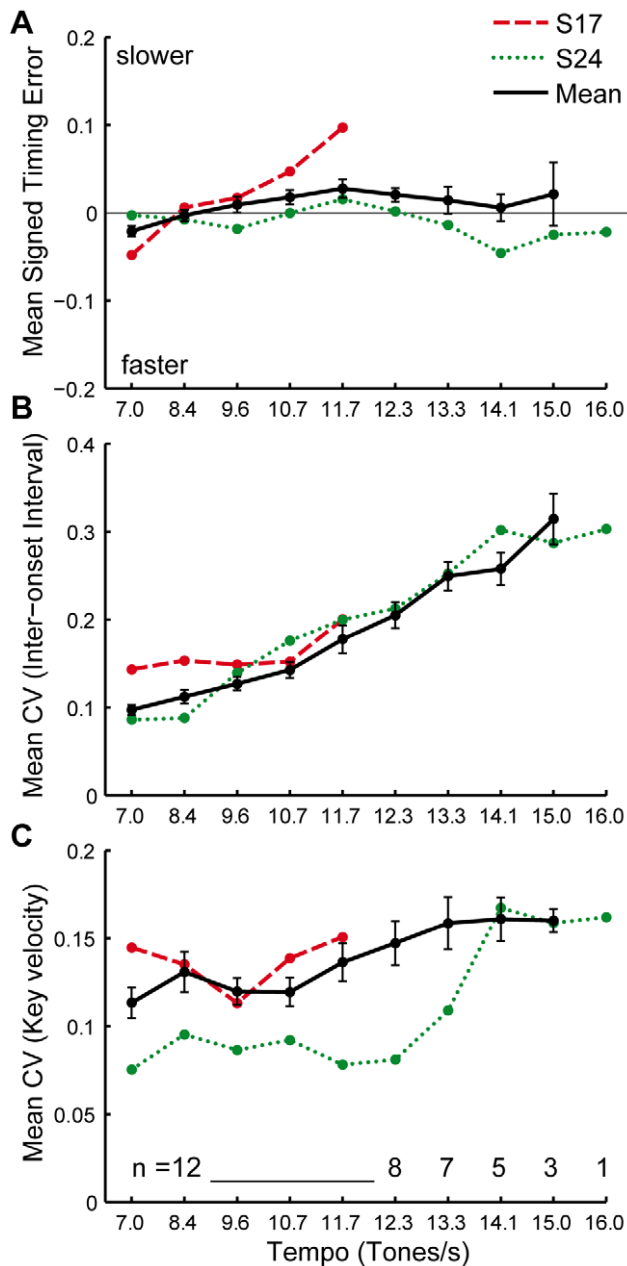 A
slower
S17
S24
Mean
Mean Signed Timing Error
0.2
0.1
0
−0.1
−0.2
faster
7.0 8.4 9.6 10.7 11.7 12.3 13.3 14.1 15.0 16.0
B
Mean CV (Inter−onset Interval)
0.4
0.3
0.2
0.1
0
7.0 8.4 9.6 10.7 11.7 12.3 13.3 14.1 15.0 16.0
C
Mean CV (Key velocity)
0.2
0.15
0.1
0.05
0
n =12 8 7 5 3 1
7.0 8.4 9.6 10.7 11.7 12.3 13.3 14.1 15.0 16.0
Tempo (Tones/s)